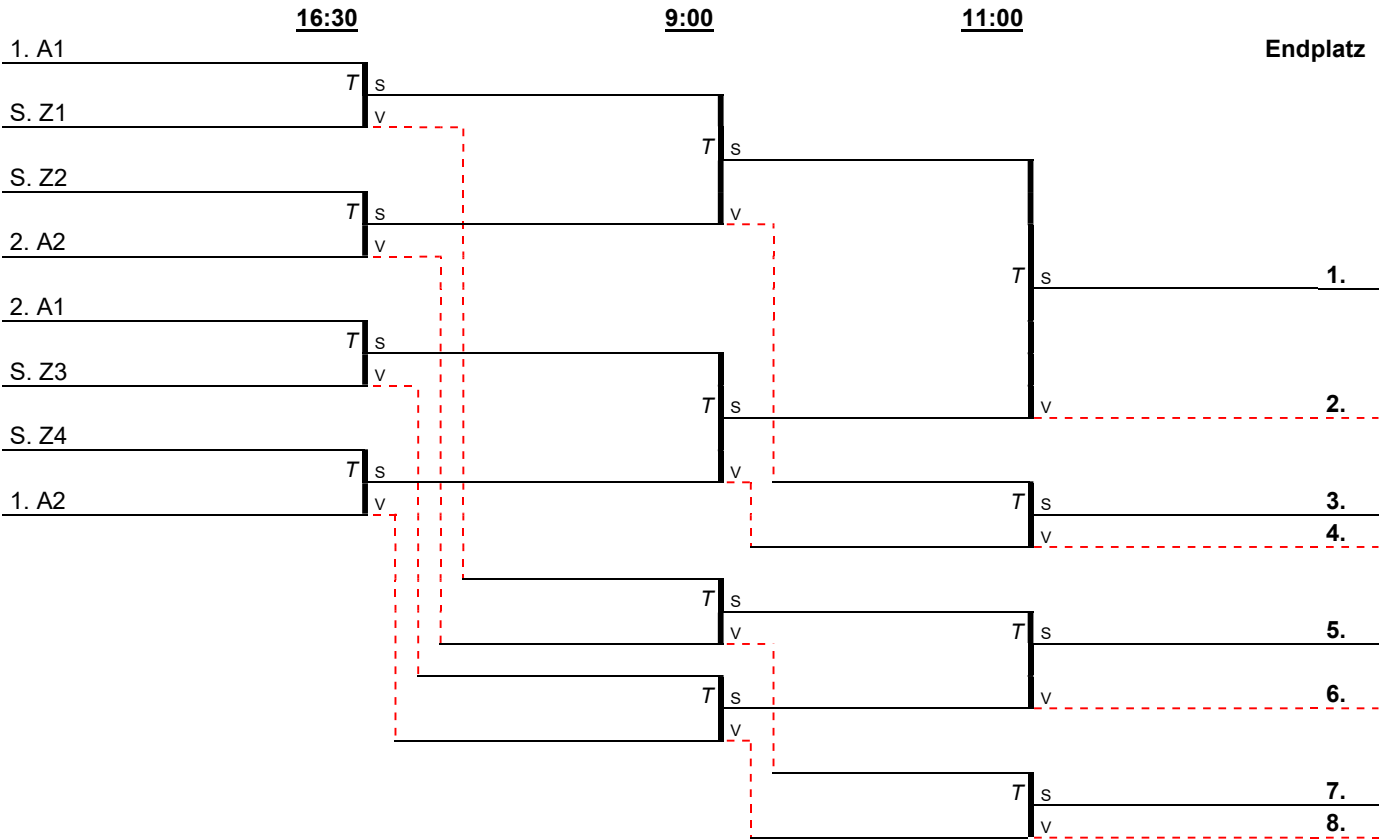 16:30 9:00 11:00
1. A1 Endplatz
T S
S. Z1 V
T S
S. Z2
T S V
2. A2 V
T S 1.
2. A1
T S
S. Z3 V
T S V 2.
S. Z4
T S V
1. A2 V T S 3.
V 4.
T S
V T S 5.
T S V 6.
V
T S 7.
V 8.